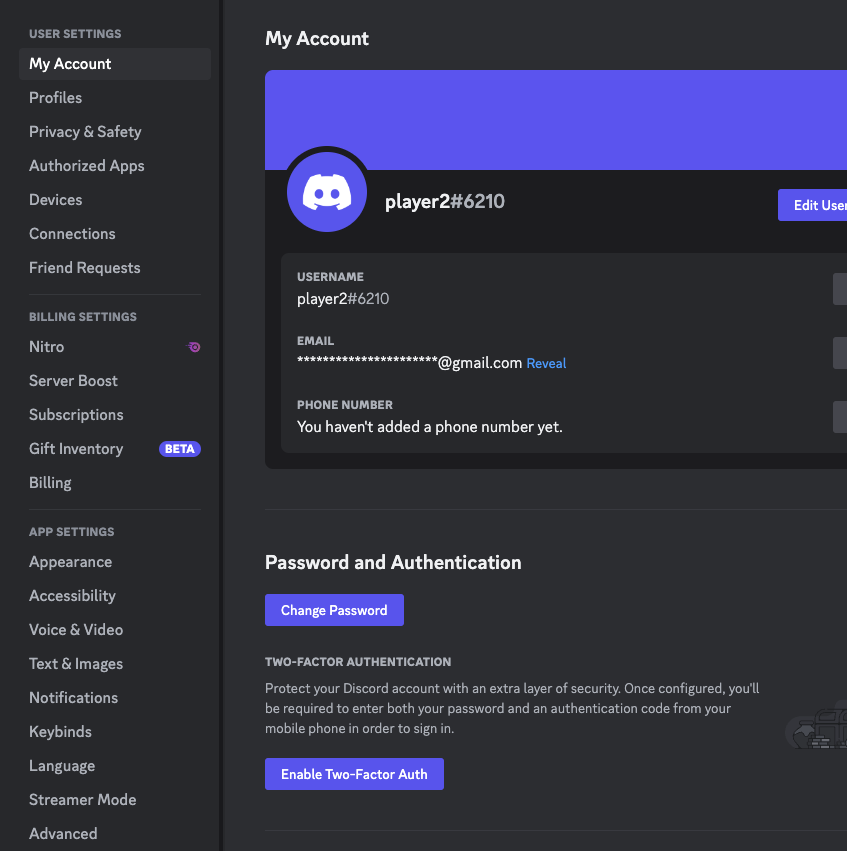 USER SETTINGS
My Account
Profiles
Privacy & Safety
Authorized Apps
Devices
Connections
Friend Requests
BILLING SETTINGS
Nitro
Server Boost
Subscriptions
Gift Inventory BETA
Billing
APP SETTINGS
Appearance
Accessibility
Voice & Video
Text & Images
Notifications
Keybinds
Language
Streamer Mode
Advanced
My Account
player2#6210
Edit User
USERNAME
player2#6210
EMAIL
**********************@gmail.com Reveal
PHONE NUMBER
You haven't added a phone number yet.
Password and Authentication
Change Password
TWO-FACTOR AUTHENTICATION
Protect your Discord account with an extra layer of security. Once configured, you'll
be required to enter both your password and an authentication code from your
mobile phone in order to sign in.
Enable Two-Factor Auth